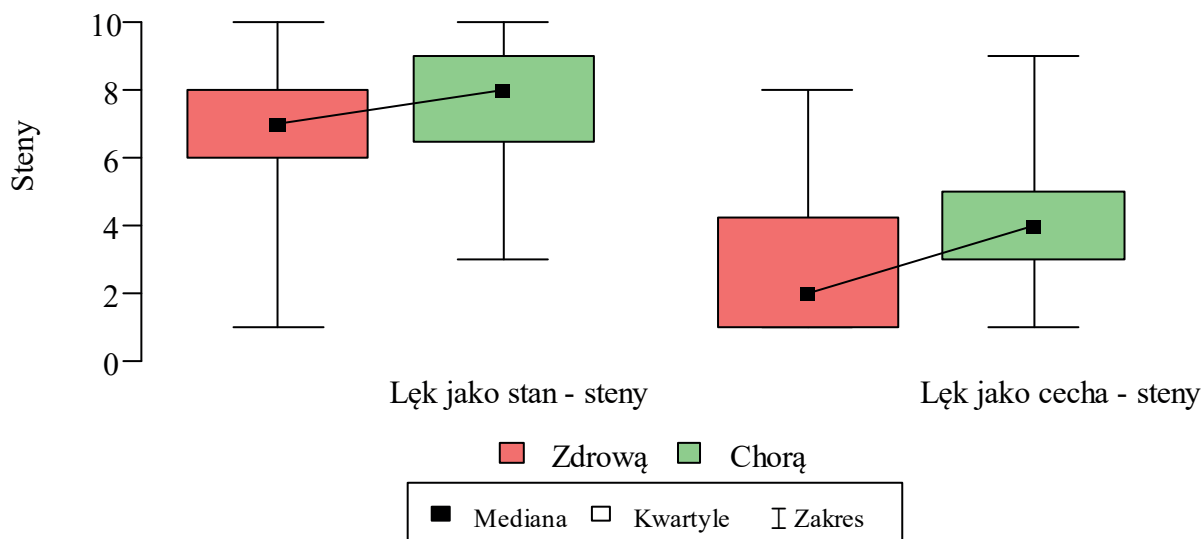 Steny
10
8
6
4
2
0
Lęk jako stan - steny
Lęk jako cecha - steny
Zdrową
Chorą
Mediana
Kwartyle
Zakres